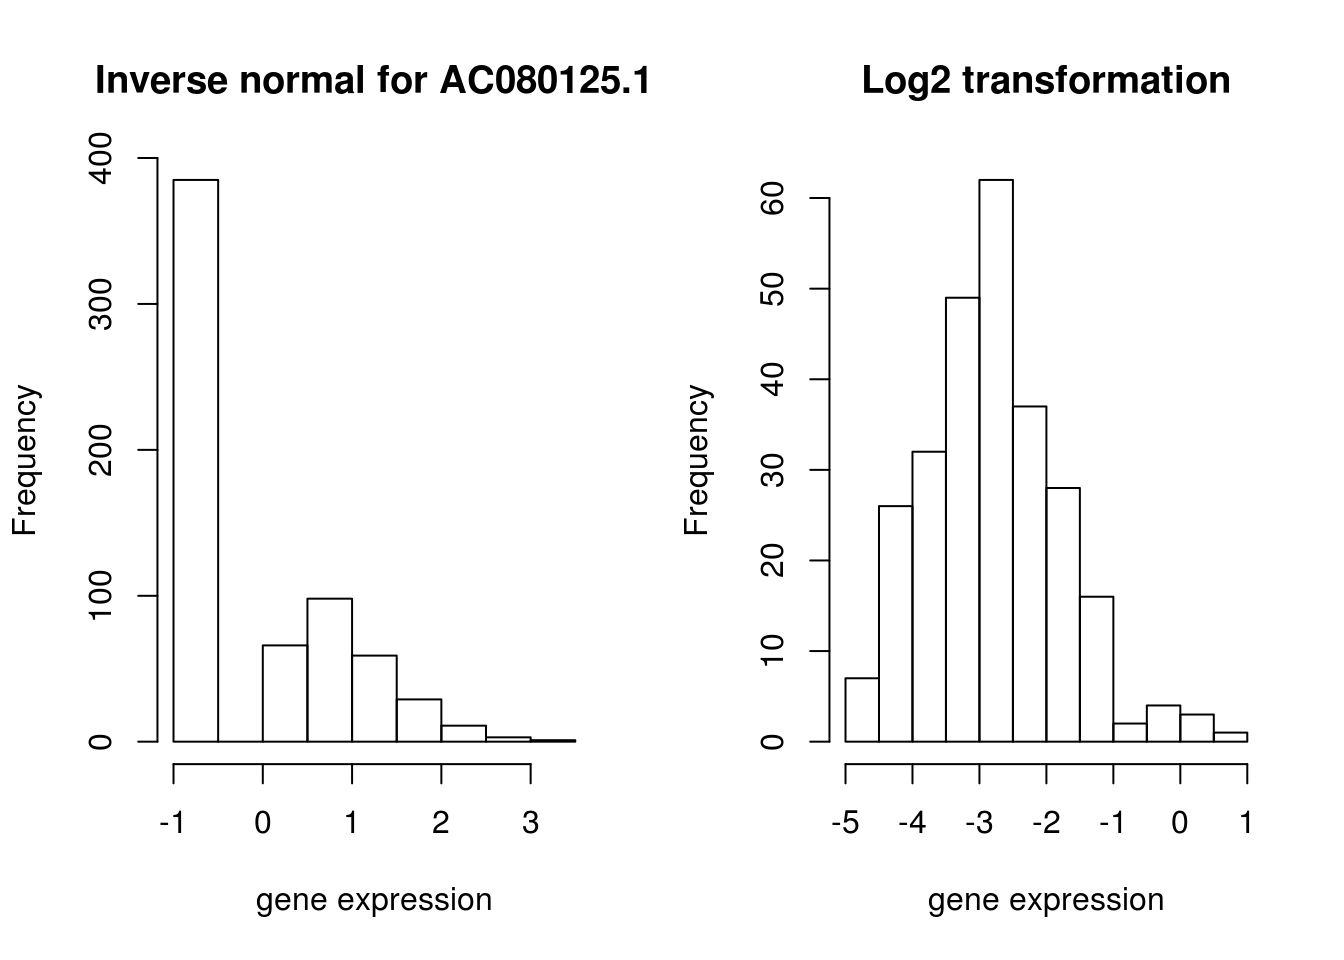 Inverse normal for AC080125.1
Frequency
400
300
200
100
0
-1 0 1 2 3
gene expression
Log2 transformation
Frequency
60
50
40
30
20
10
0
-5 -4 -3 -2 -1 0 1
gene expression